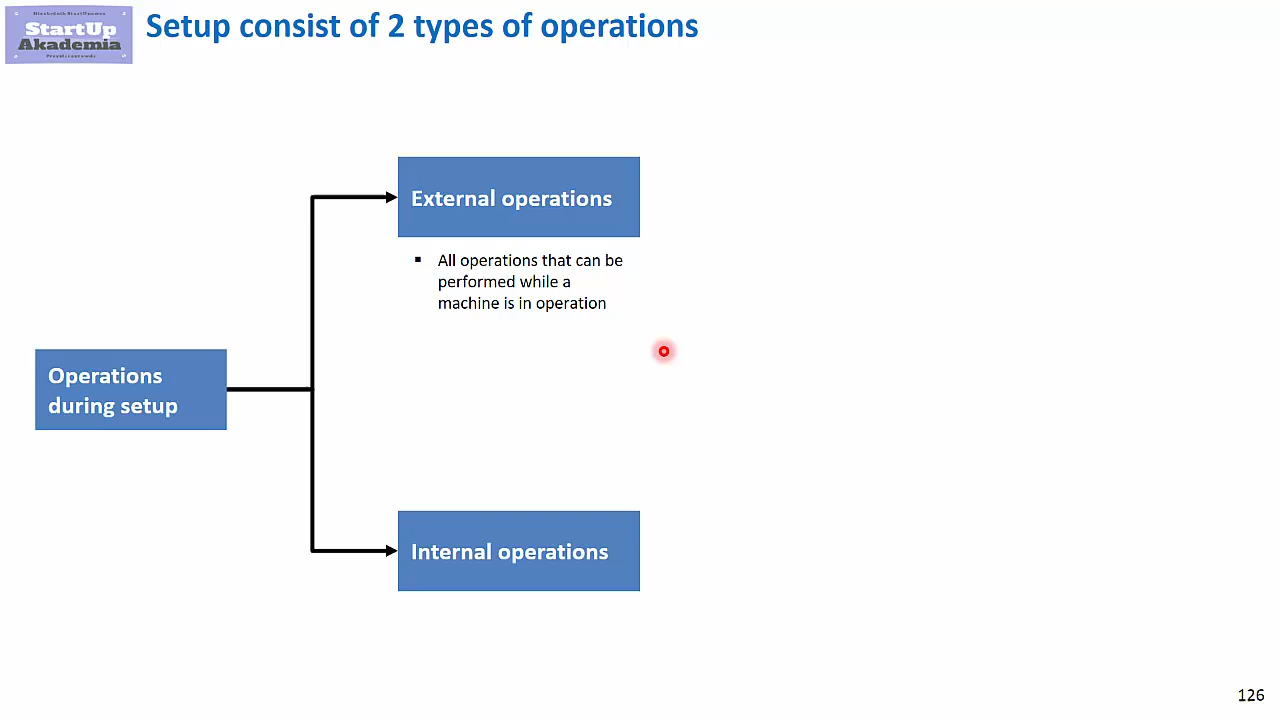 StartUp
Akademia
Setup consist of 2 types of operations
External operations
▪ All operations that can be
performed while a
machine is in operation
Operations
during setup
Internal operations
126